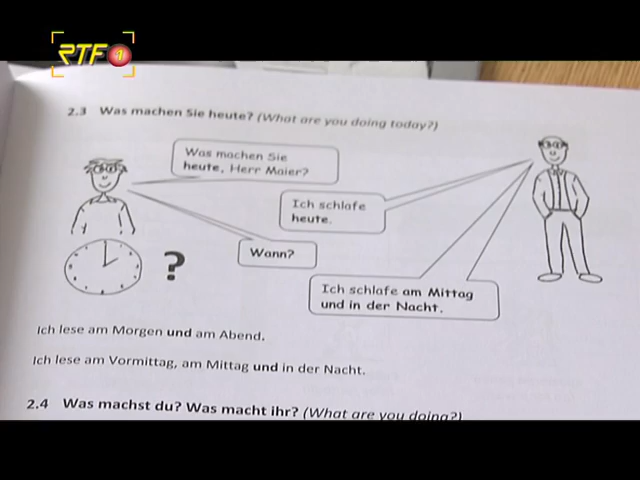 RTF1
2.3 Was machen Sie heute? (What are you doing today?)
Was machen Sie
heute, Herr Maier?
Ich schlafe
heute.
Wann?
?
Ich schlafe am Mittag
und in der Nacht.
Ich lese am Morgen und am Abend.
Ich lese am Vormittag, am Mittag und in der Nacht.
2.4 Was machst du? Was macht ihr? (What are you doing?)